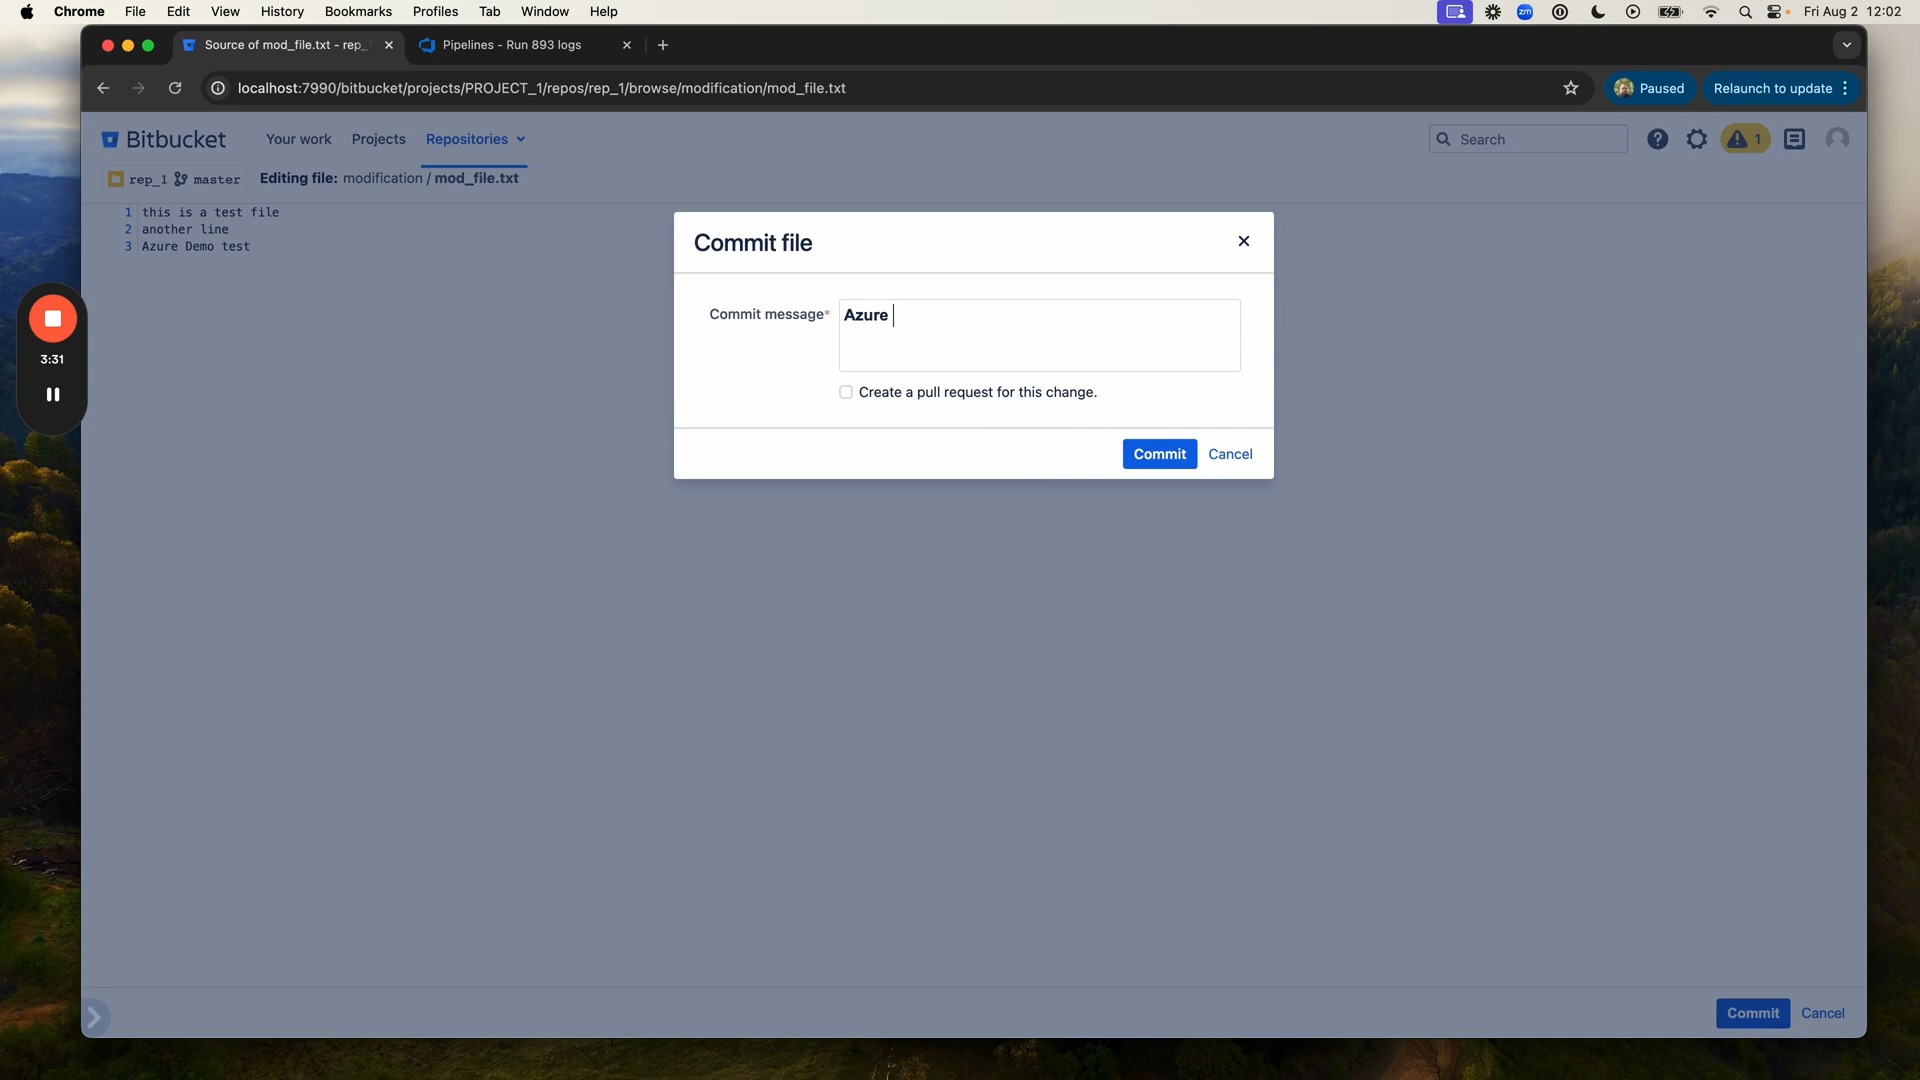 Chrome File Edit View History Bookmarks Profiles Tab Window Help zm Fri Aug 2 12:02
Source of mod_file.txt - rep_ Pipelines - Run 893 logs
localhost:7990/bitbucket/projects/PROJECT_1/repos/rep_1/browse/modification/mod_file.txt Paused Relaunch to update
Bitbucket Your work Projects Repositories Search 1
rep_1 master Editing file: modification / mod_file.txt
1 this is a test file
2 another line
3 Azure Demo test
Commit file
Commit message* Azure
Create a pull request for this change.
Commit Cancel
3:31
Commit Cancel